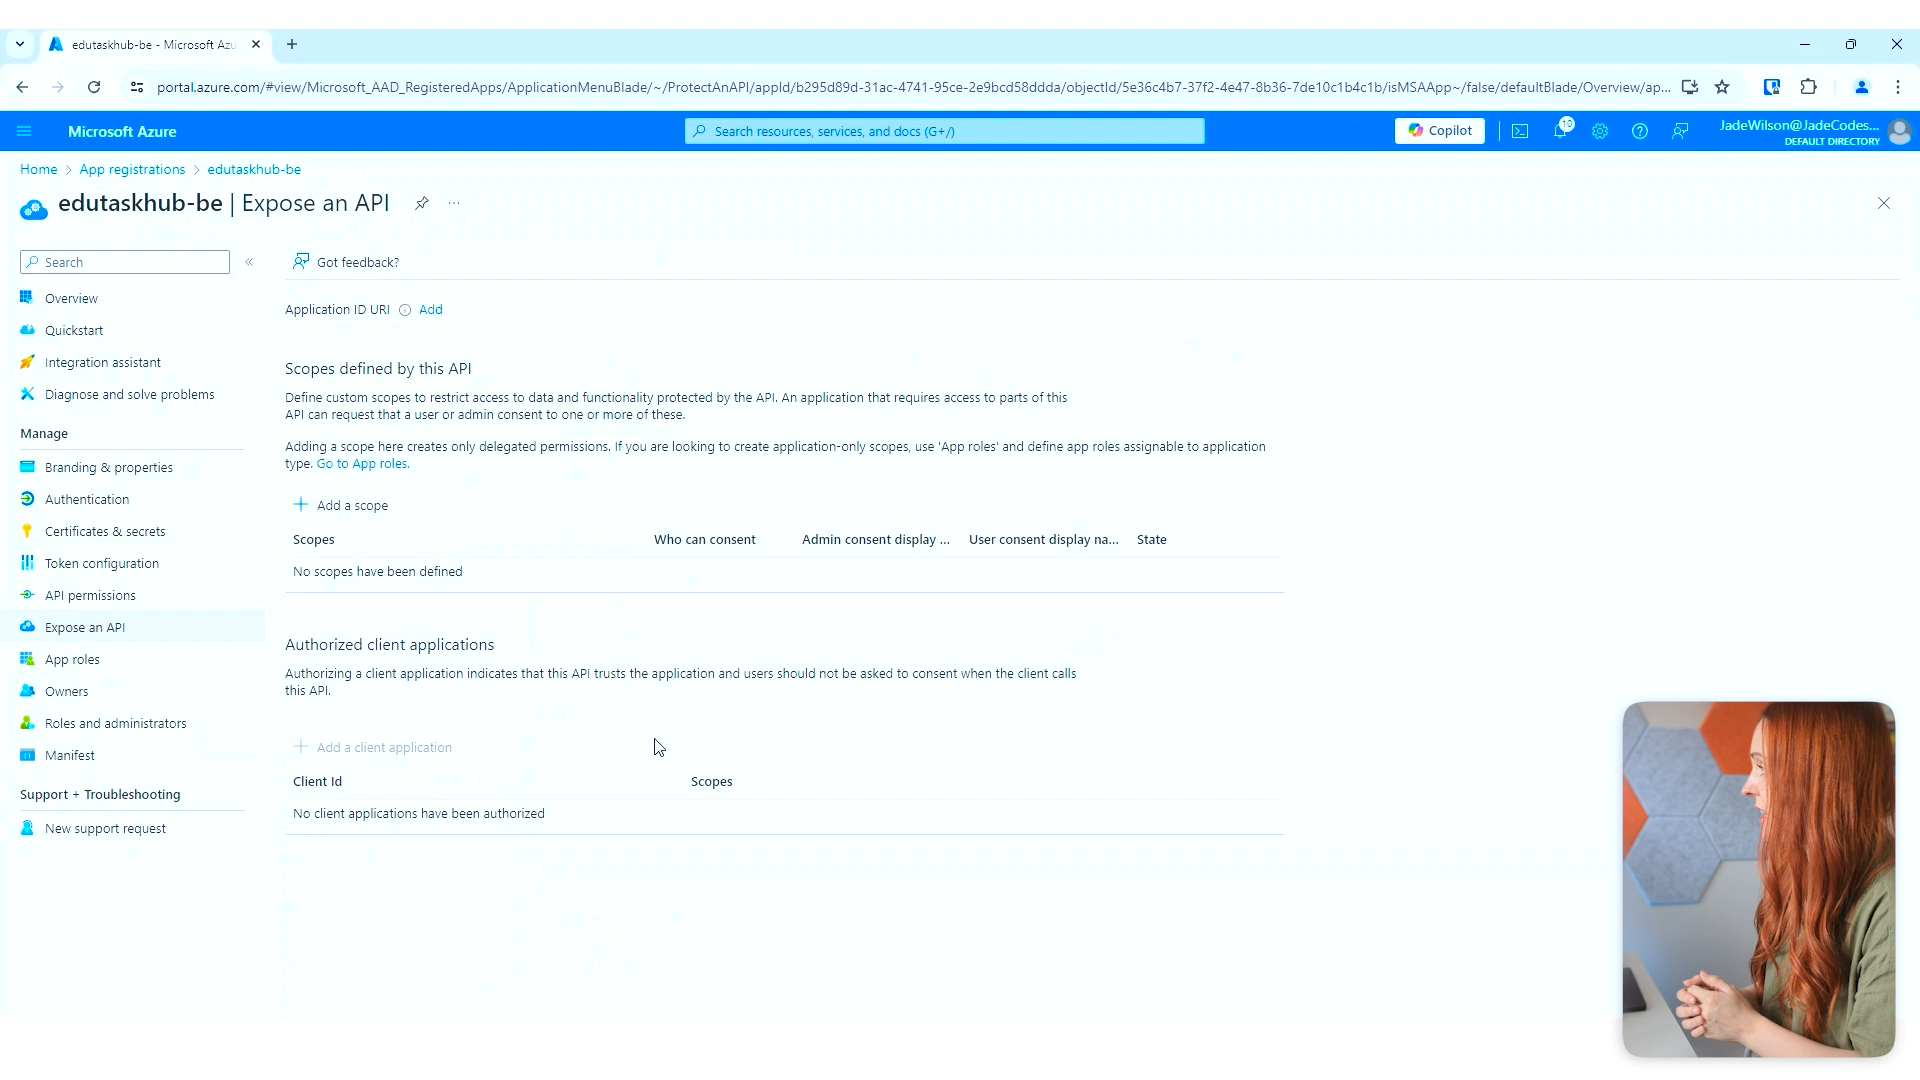 edutaskhub-be - Microsoft Azu
portal.azure.com/#view/Microsoft_AAD_RegisteredApps/ApplicationMenuBlade/~/ProtectAnAPI/appId/b295d89d-31ac-4741-95ce-2e9bcd58ddda/objectId/5e36c4b7-37f2-4e47-8b36-7de10c1b4c1b/isMSAApp~/false/defaultBlade/Overview/ap...
Microsoft Azure
Search resources, services, and docs (G+/)
Copilot
10
JadeWilson@JadeCodes...
DEFAULT DIRECTORY
Home > App registrations > edutaskhub-be
edutaskhub-be | Expose an API
Search
Overview
Quickstart
Integration assistant
Diagnose and solve problems
Manage
Branding & properties
Authentication
Certificates & secrets
Token configuration
API permissions
Expose an API
App roles
Owners
Roles and administrators
Manifest
Support + Troubleshooting
New support request
Got feedback?
Application ID URI Add
Scopes defined by this API
Define custom scopes to restrict access to data and functionality protected by the API. An application that requires access to parts of this
API can request that a user or admin consent to one or more of these.
Adding a scope here creates only delegated permissions. If you are looking to create application-only scopes, use 'App roles' and define app roles assignable to application
type. Go to App roles.
Add a scope
Scopes Who can consent Admin consent display ... User consent display na... State
No scopes have been defined
Authorized client applications
Authorizing a client application indicates that this API trusts the application and users should not be asked to consent when the client calls
this API.
Add a client application
Client Id Scopes
No client applications have been authorized